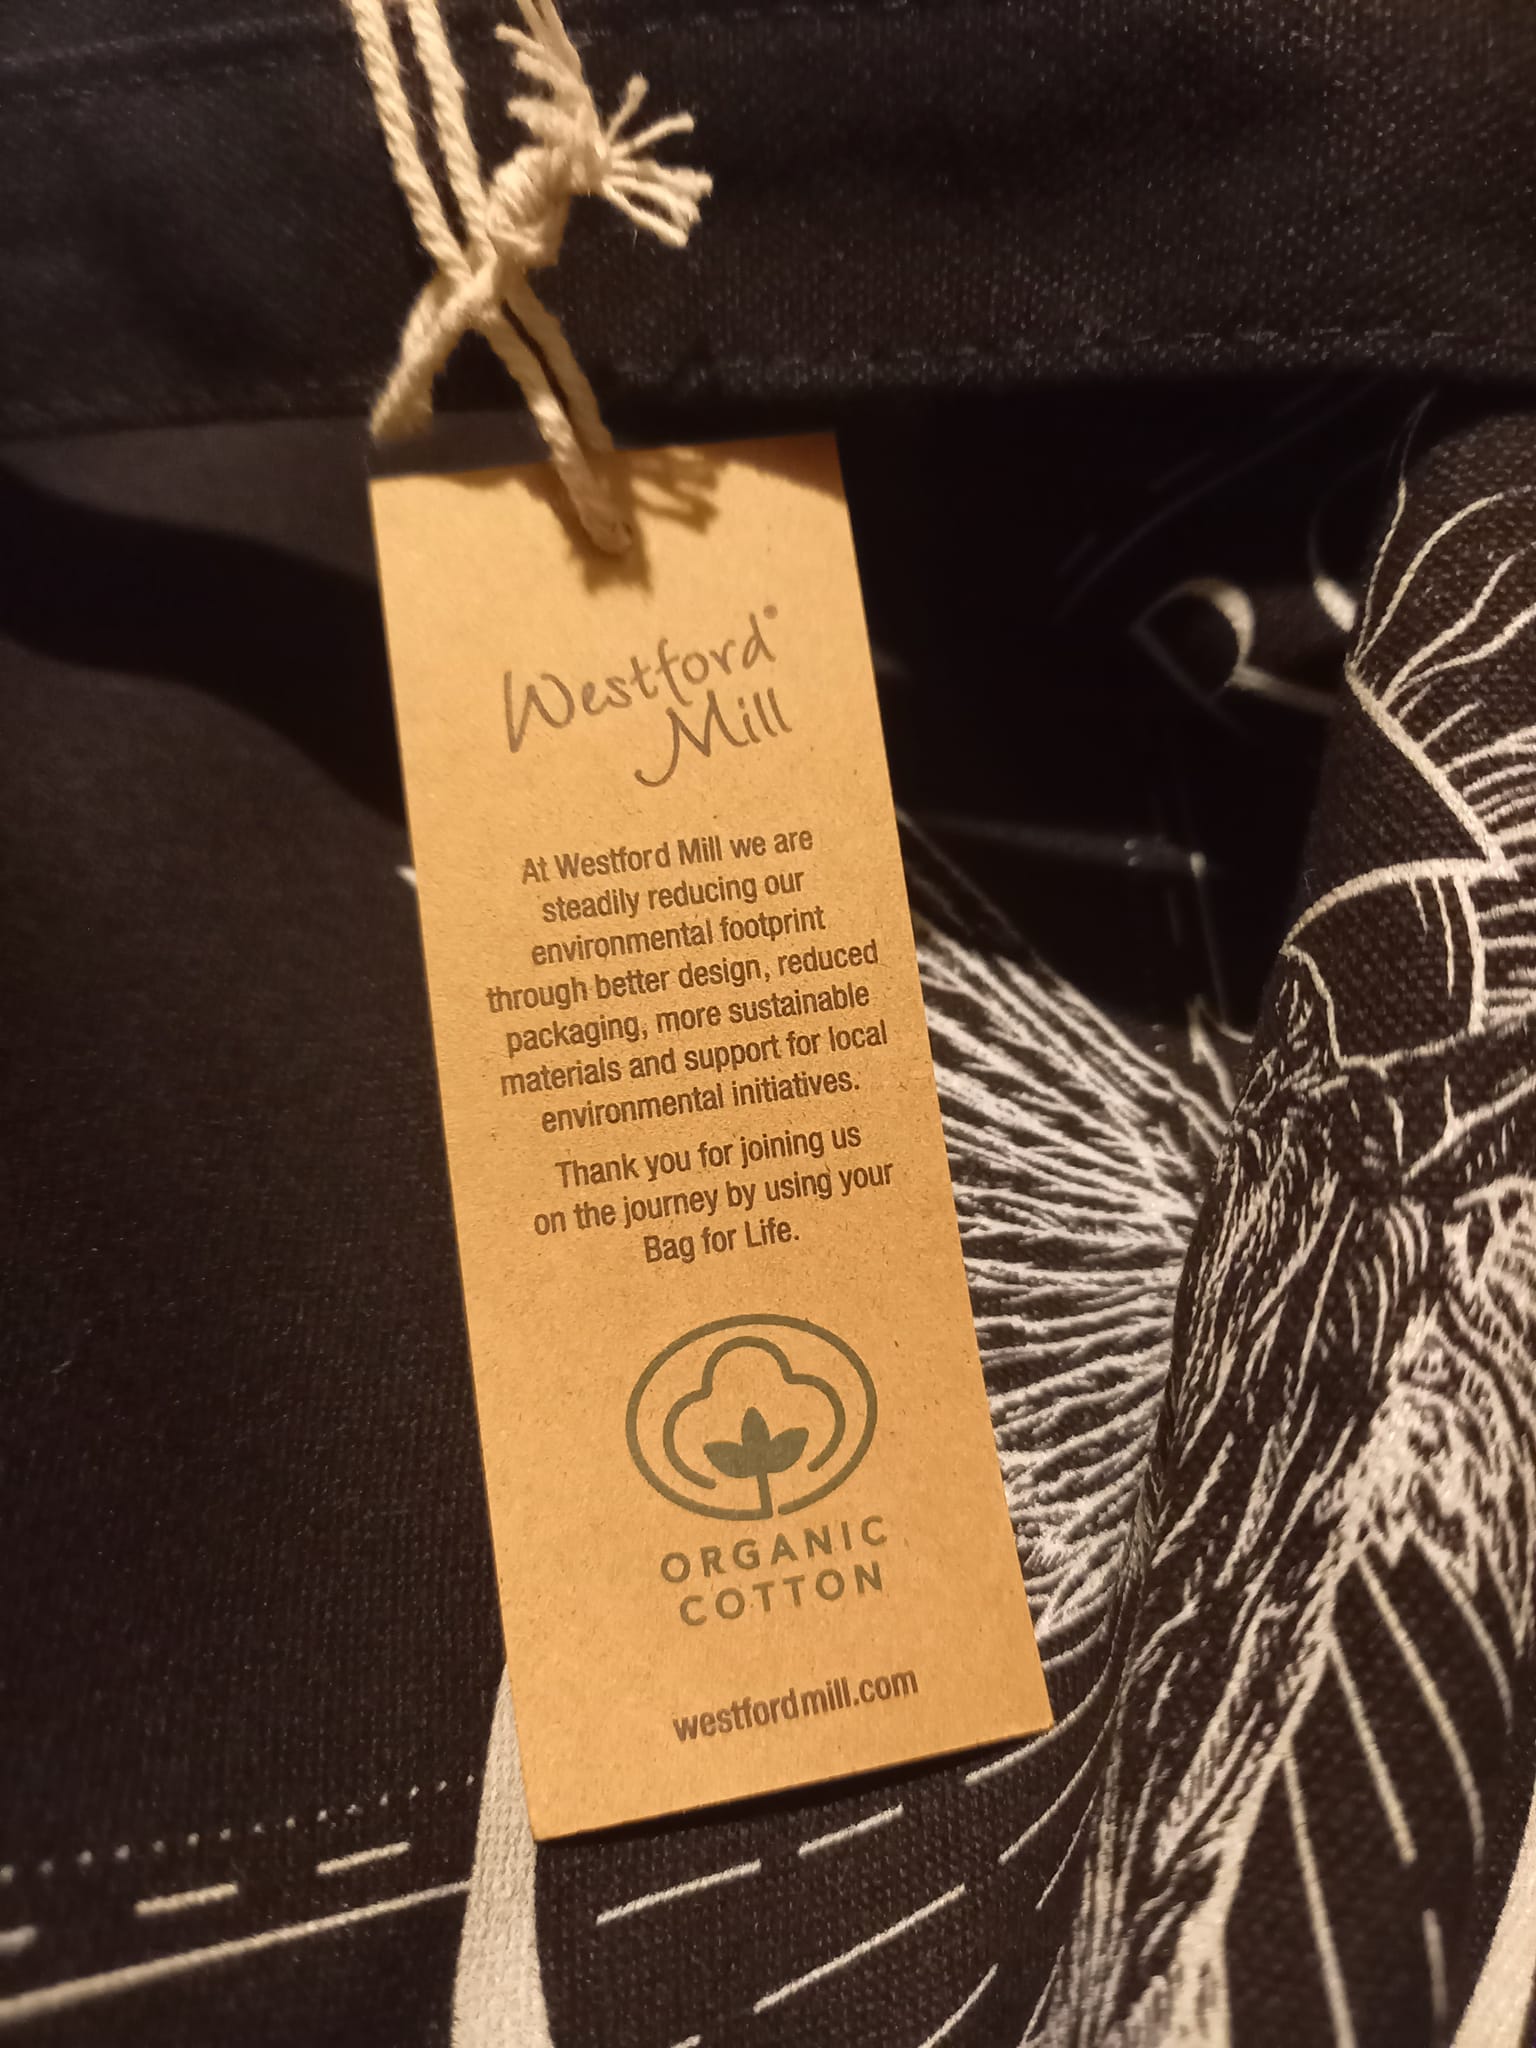 Westford®
Mill
At Westford Mill we are
steadily reducing our
environmental footprint
through better design, reduced
packaging, more sustainable
materials and support for local
environmental initiatives.
Thank you for joining us
on the journey by using your
Bag for Life.
ORGANIC
COTTON
westfordmill.com